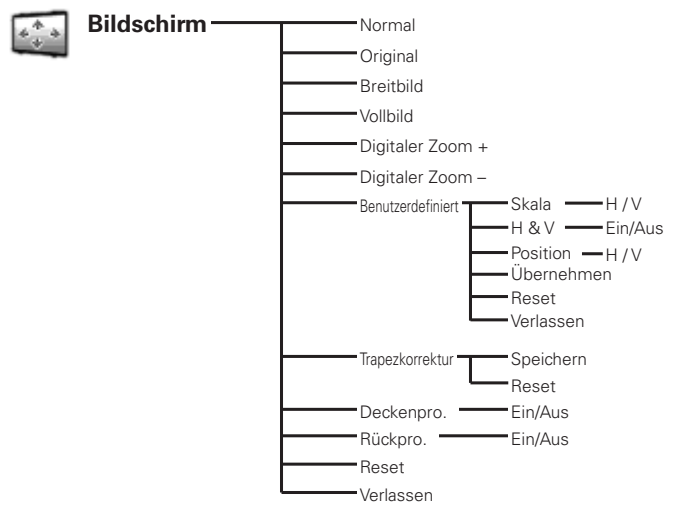 Bildschirm
Normal
Original
Breitbild
Vollbild
Digitaler Zoom +
Digitaler Zoom –
Benutzerdefiniert
Skala
H / V
H & V
Ein/Aus
Position
H / V
Übernehmen
Reset
Verlassen
Trapezkorrektur
Speichern
Reset
Deckenpro.
Ein/Aus
Rückpro.
Ein/Aus
Reset
Verlassen